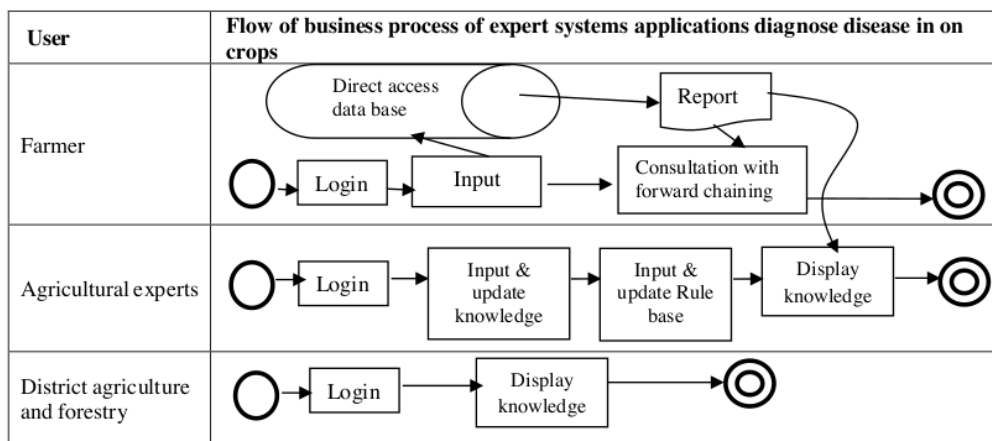 User
Flow of business process of expert systems applications diagnose disease in on
crops
Farmer
Direct access
data base
Report
Login
Input
Consultation with
forward chaining
Agricultural experts
Login
Input &
update
knowledge
Input &
update Rule
base
Display
knowledge
District agriculture
and forestry
Login
Display
knowledge